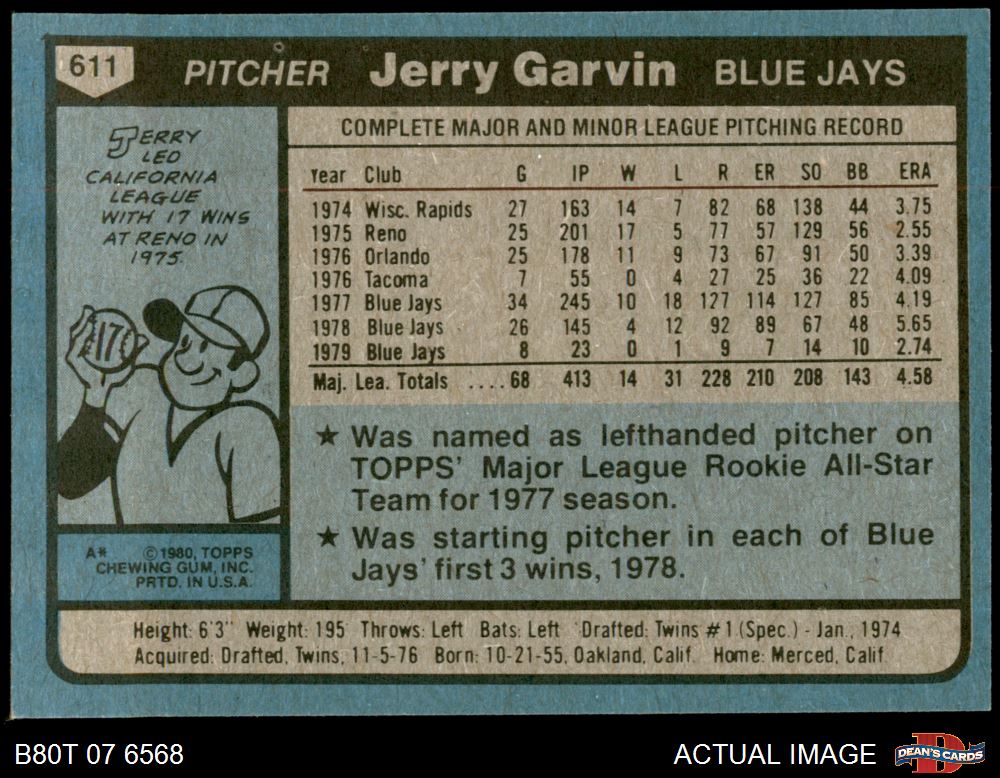 611 PITCHER Jerry Garvin BLUE JAYS
JERRY
LED
CALIFORNIA
LEAGUE
WITH 17 WINS
AT RENO IN
1975.
17
A* ©1980, TOPPS
CHEWING GUM, INC.
PRTD. IN U.S.A.
COMPLETE MAJOR AND MINOR LEAGUE PITCHING RECORD
Year Club G IP W L R ER SO BB ERA
1974 Wisc. Rapids 27 163 14 7 82 68 138 44 3.75
1975 Reno 25 201 17 5 77 57 129 56 2.55
1976 Orlando 25 178 11 9 73 67 91 50 3.39
1976 Tacoma 7 55 0 4 27 25 36 22 4.09
1977 Blue Jays 34 245 10 18 127 114 127 85 4.19
1978 Blue Jays 26 145 4 12 92 89 67 48 5.65
1979 Blue Jays 8 23 0 1 9 7 14 10 2.74
Maj. Lea. Totals ....68 413 14 31 228 210 208 143 4.58
★ Was named as lefthanded pitcher on
TOPPS' Major League Rookie All-Star
Team for 1977 season.
★ Was starting pitcher in each of Blue
Jays' first 3 wins, 1978.
Height: 6'3" Weight: 195 Throws: Left Bats: Left Drafted: Twins #1 (Spec.) - Jan., 1974
Acquired: Drafted, Twins, 11-5-76 Born: 10-21-55, Oakland, Calif. Home: Merced, Calif.
B80T 07 6568 ACTUAL IMAGE DEAN'S CARDS